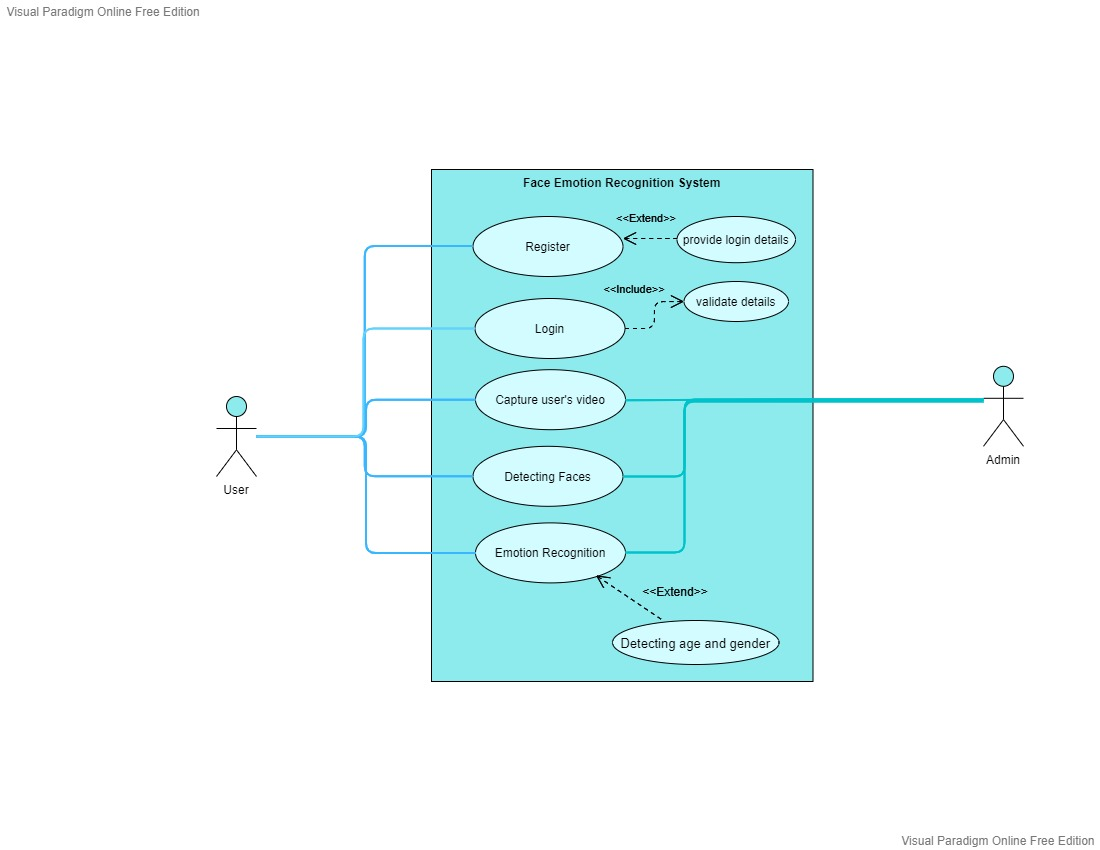 Visual Paradigm Online Free Edition
Face Emotion Recognition System
<<Extend>>
Register
provide login details
<<Include>>
validate details
Login
Capture user's video
Admin
User
Detecting Faces
Emotion Recognition
<<Extend>>
Detecting age and gender
Visual Paradigm Online Free Edition